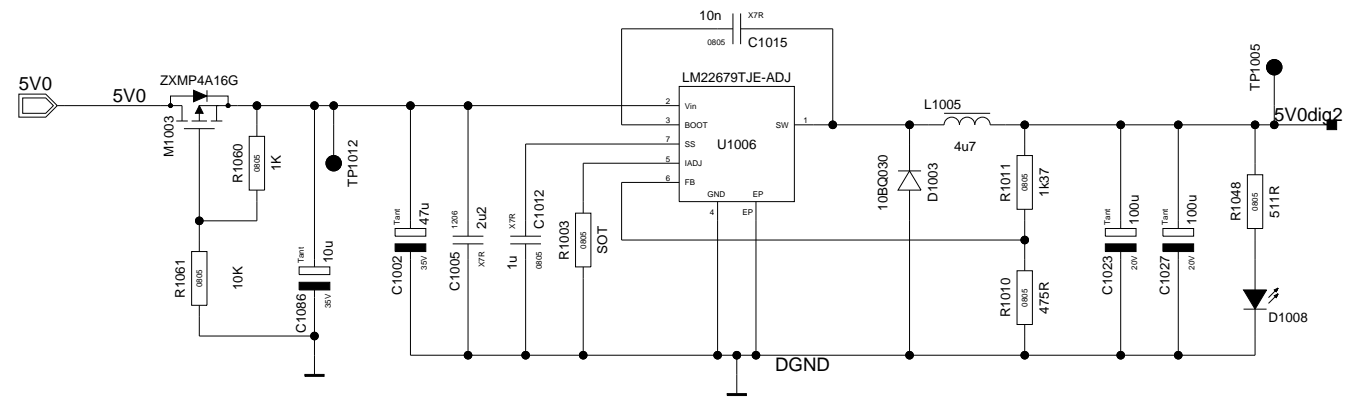 5V0
5V0
ZXMP4A16G
M1003
R1060
0805
1K
TP1012
R1061
0805
10K
Tant
10u
C1086
35V
Tant
47u
C1002
35V
1206
2u2
C1005
X7R
X7R
C1012
1u
0805
R1003
0805
SOT
10n
X7R
0805
C1015
LM22679TJE-ADJ
2
Vin
3
BOOT
7
SS
5
IADJ
6
FB
SW
1
U1006
GND
EP
4
EP
DGND
10BQ030
D1003
L1005
4u7
R1011
0805
1k37
R1010
0805
475R
Tant
100u
C1023
20V
Tant
100u
C1027
20V
R1048
0805
511R
D1008
TP1005
5V0dig2